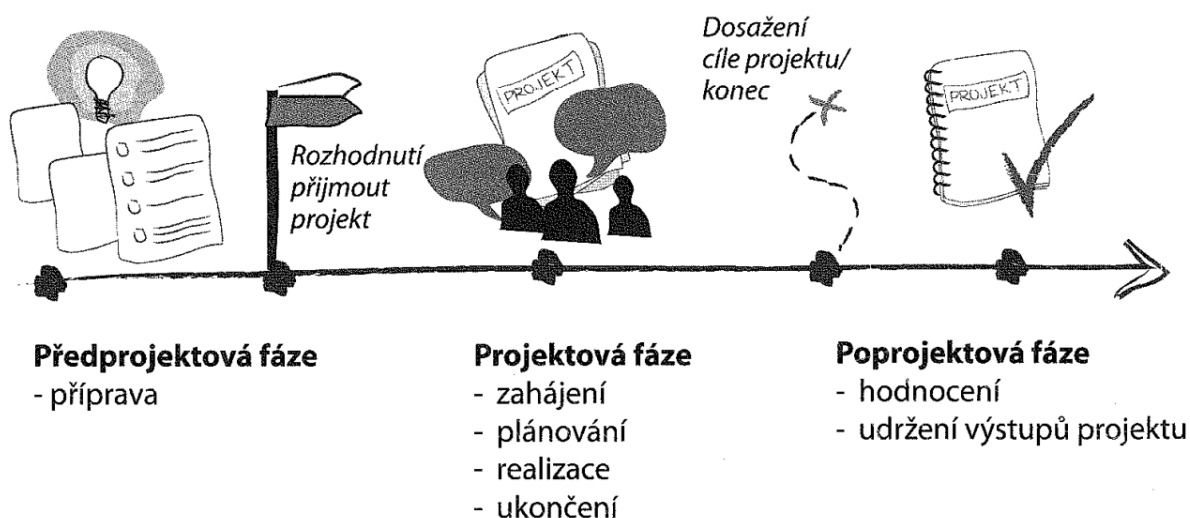 Dosažení
cíle projektu/
konec
PROJEKT
PROJEKT
Rozhodnutí
přijmout
projekt
Předprojektová fáze
- příprava
Projektová fáze
- zahájení
- plánování
- realizace
- ukončení
Poprojektová fáze
- hodnocení
- udržení výstupů projektu